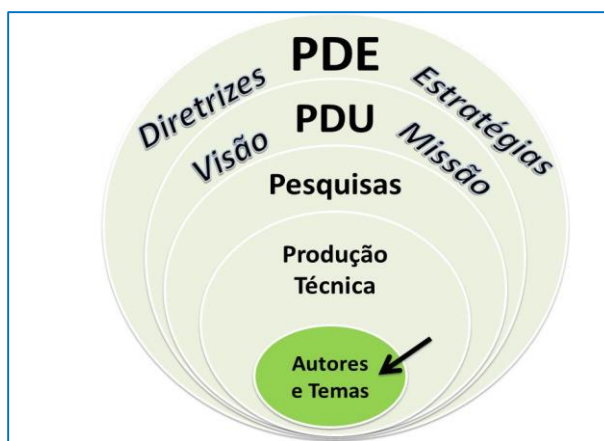 PDE
Diretrizes
Estratégias
PDU
Visão
Missão
Pesquisas
Produção
Técnica
Autores
e Temas